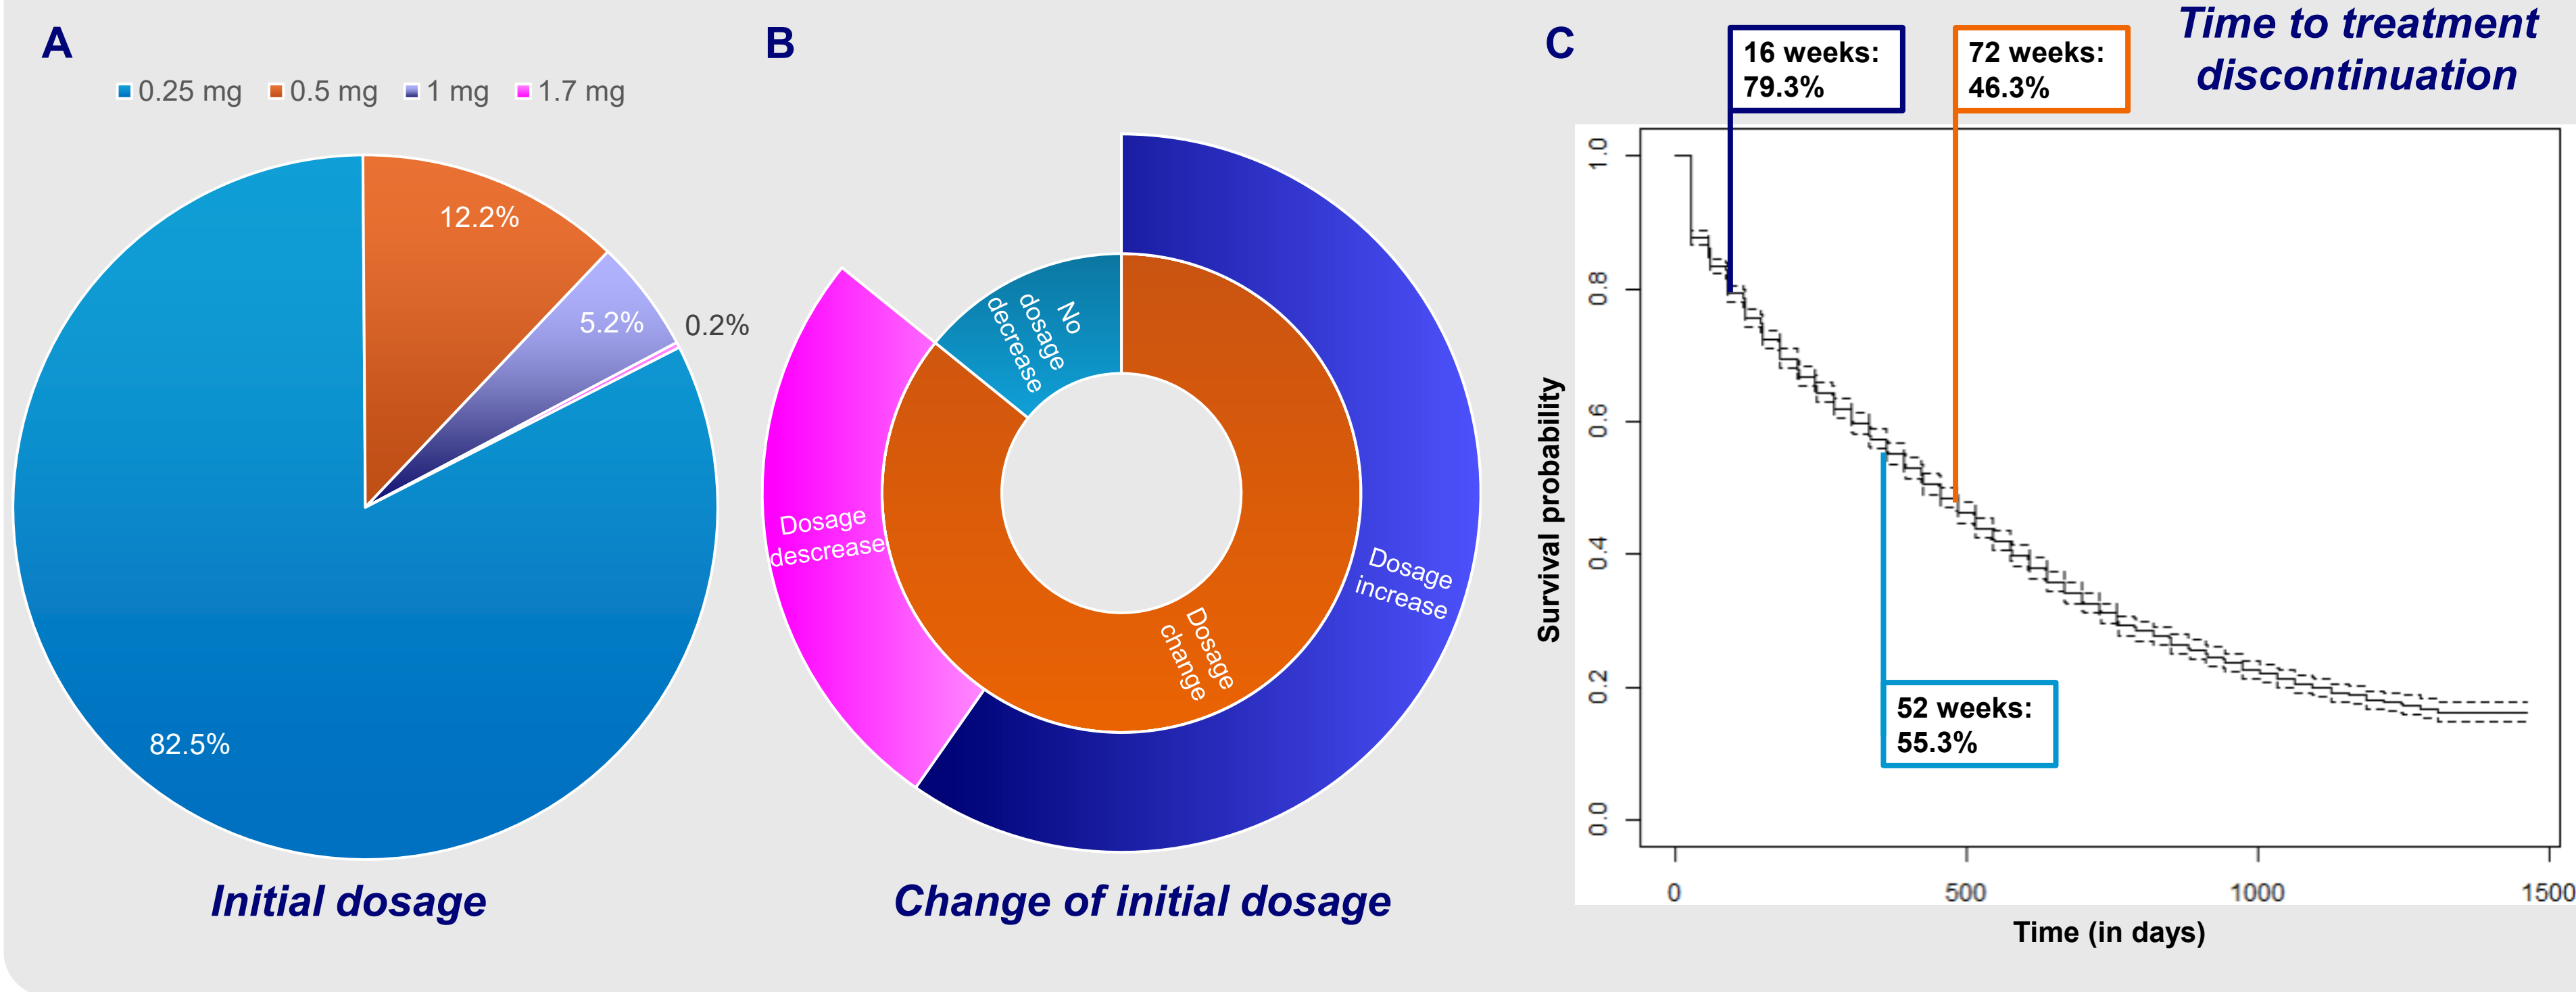 A
0.25 mg 0.5 mg 1 mg 1.7 mg
12.2%
5.2%
0.2%
82.5%
Initial dosage
B
No
dosage
decrease
Dosage
descrease
Dosage
increase
Dosage
change
Change of initial dosage
C
16 weeks:
79.3%
72 weeks:
46.3%
Time to treatment
discontinuation
Survival probability
1.0
0.8
0.6
0.4
0.2
0.0
52 weeks:
55.3%
0 500 1000 1500
Time (in days)